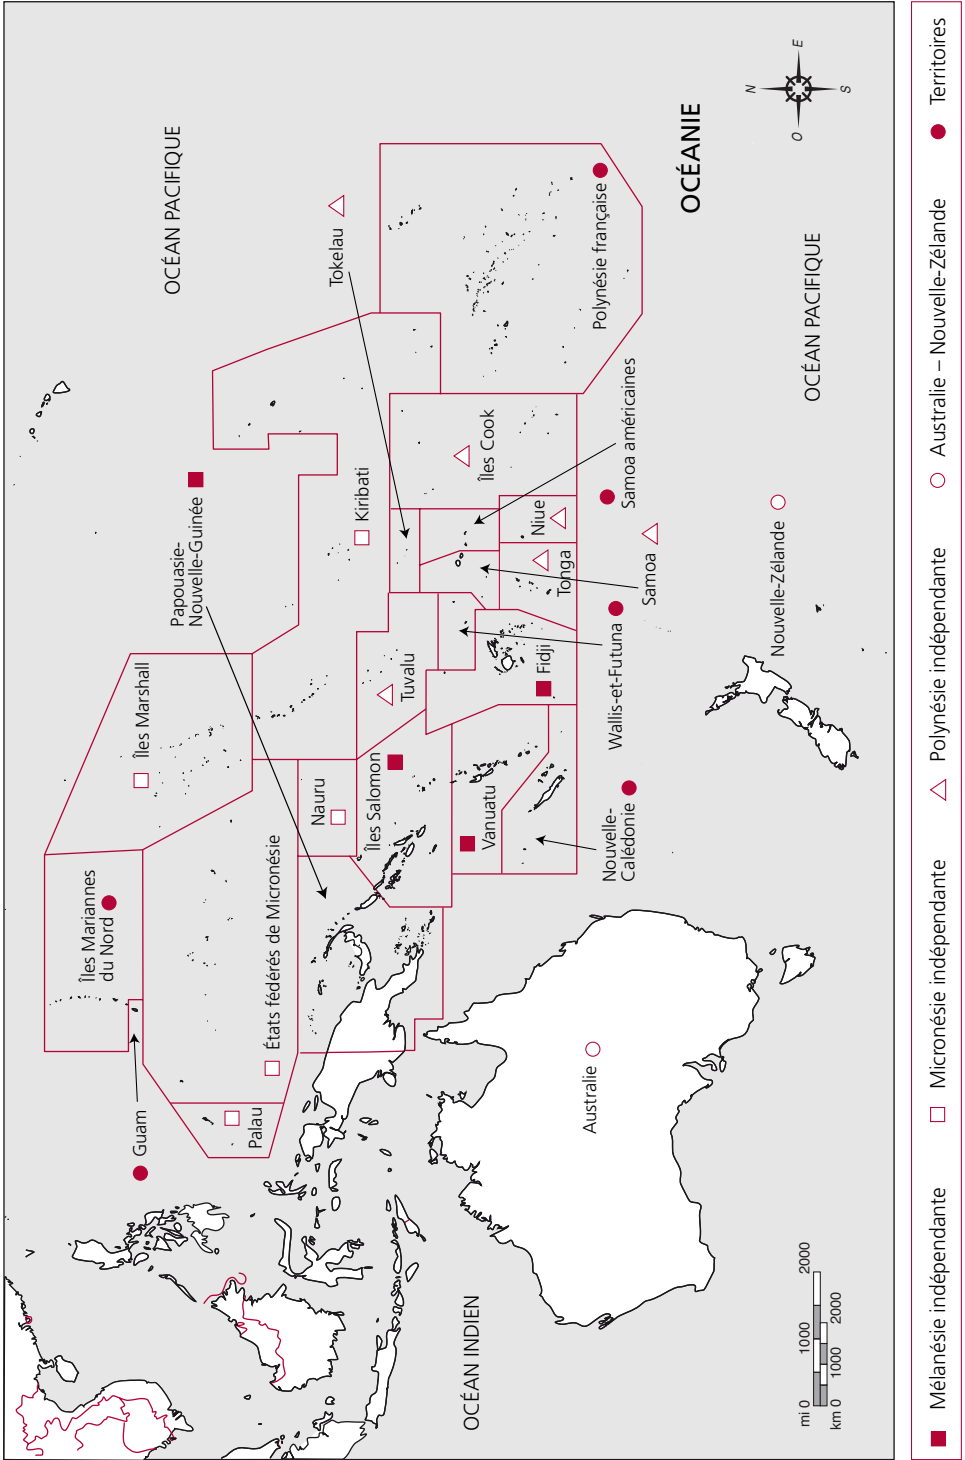 OCÉAN PACIFIQUE
Îles Mariannes
du Nord
Guam
Îles Marshall
Papouasie-
Nouvelle-Guinée
Palau
États fédérés de Micronésie
Nauru
Kiribati
Tokelau
Îles Salomon
Tuvalu
Îles Cook
Vanuatu
Fidji
Tonga
Niue
Polynésie française
Nouvelle-
Calédonie
Wallis-et-Futuna
Samoa
Samoa américaines
OCÉANIE
Australie
Nouvelle-Zélande
OCÉAN INDIEN
OCÉAN PACIFIQUE
N
O
E
S
mi 0 1000 2000
km 0 1000 2000
Mélanésie indépendante
Micronésie indépendante
Polynésie indépendante
Australie – Nouvelle-Zélande
Territoires